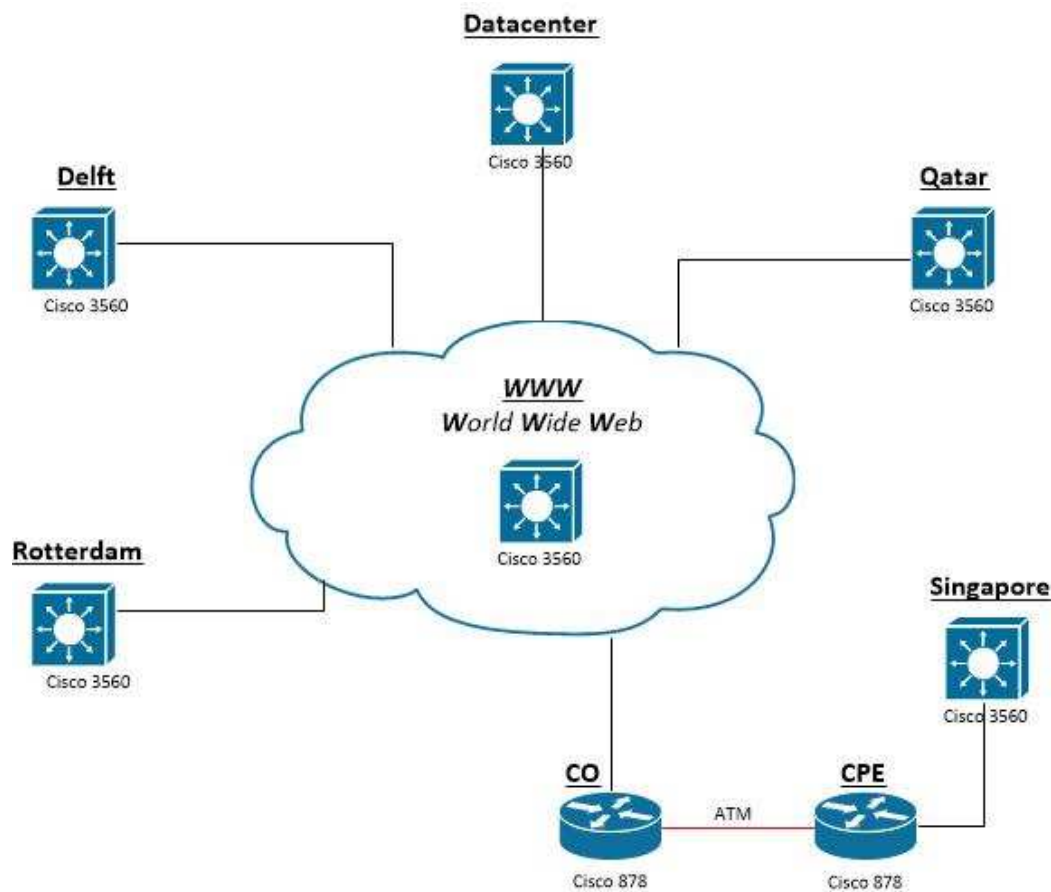 Datacenter
Cisco 3560
Delft
Cisco 3560
Qatar
Cisco 3560
WWW
World Wide Web
Cisco 3560
Rotterdam
Cisco 3560
Singapore
Cisco 3560
CO
CPE
ATM
Cisco 878
Cisco 878